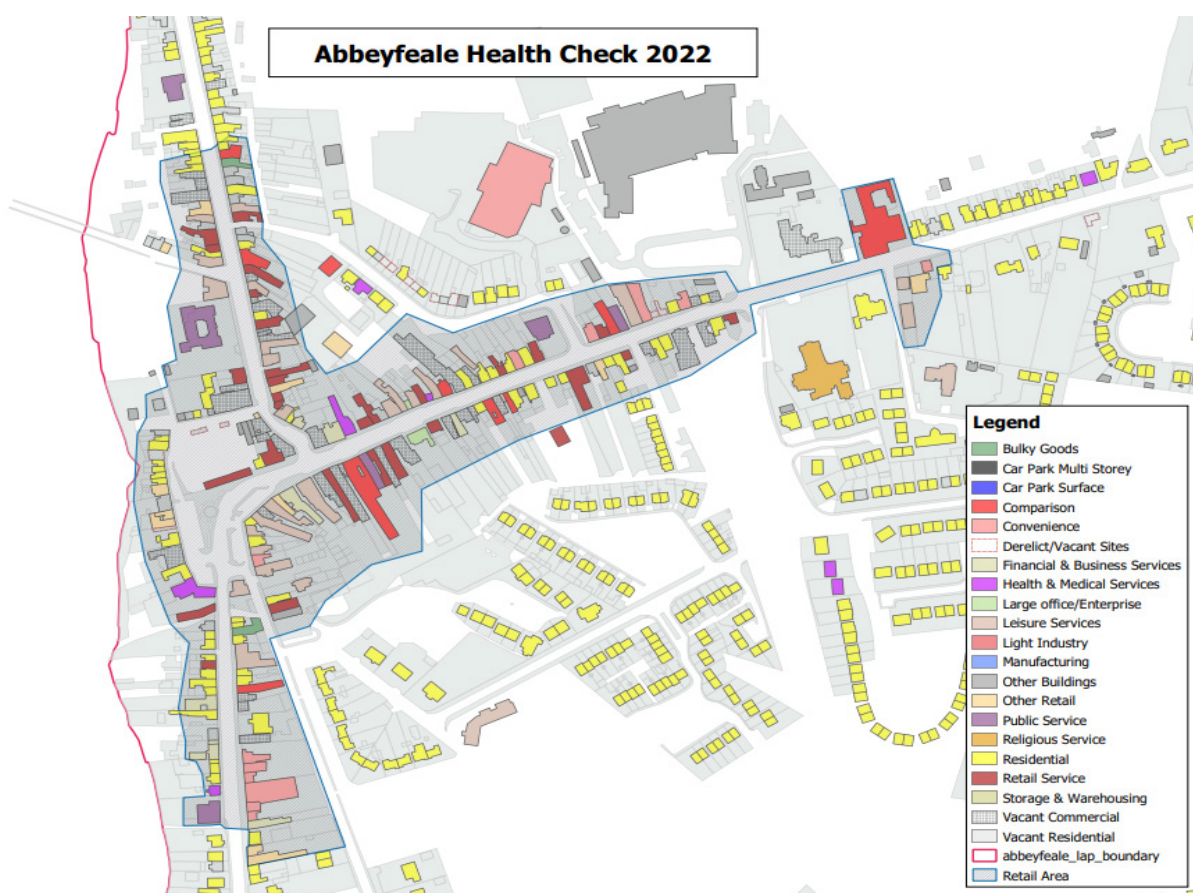 Abbeyfeale Health Check 2022
Legend
Bulky Goods
Car Park Multi Storey
Car Park Surface
Comparison
Convenience
Derelict/Vacant Sites
Financial & Business Services
Health & Medical Services
Large office/Enterprise
Leisure Services
Light Industry
Manufacturing
Other Buildings
Other Retail
Public Service
Religious Service
Residential
Retail Service
Storage & Warehousing
Vacant Commercial
Vacant Residential
abbeyfeale_lap_boundary
Retail Area